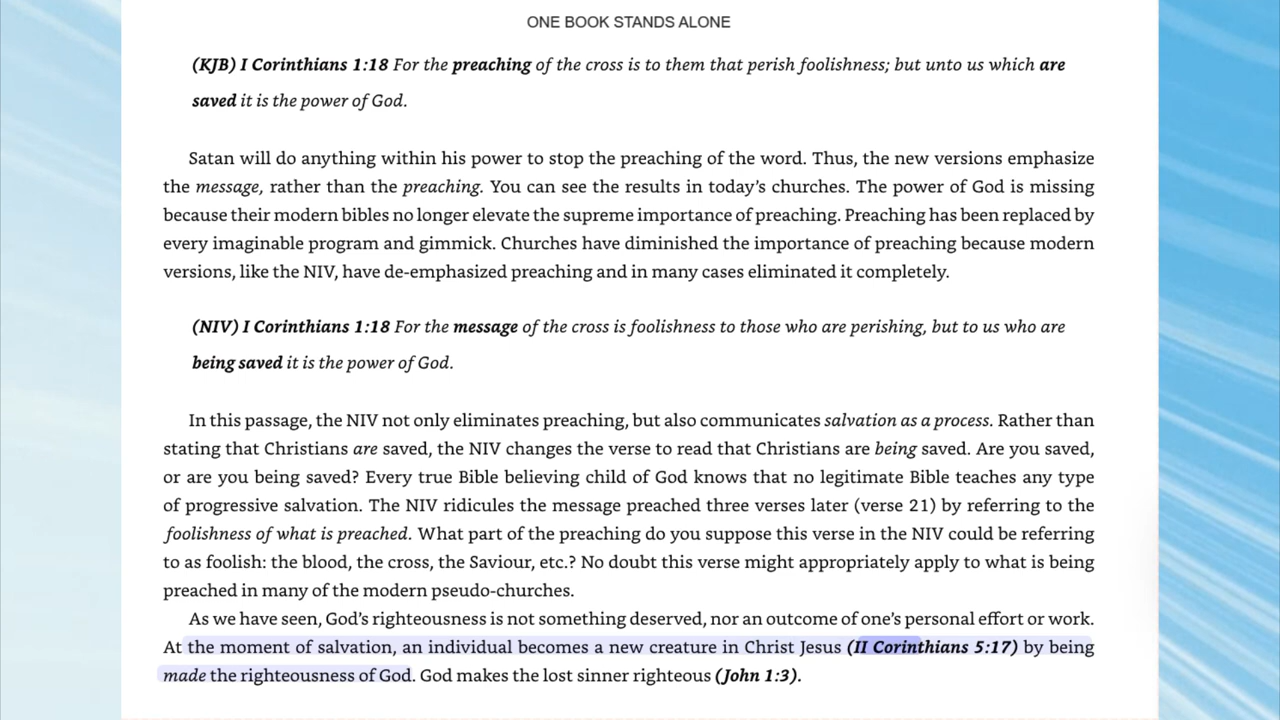 ONE BOOK STANDS ALONE
(KJB) I Corinthians 1:18 For the preaching of the cross is to them that perish foolishness; but unto us which are
saved it is the power of God.
Satan will do anything within his power to stop the preaching of the word. Thus, the new versions emphasize
the message, rather than the preaching. You can see the results in today’s churches. The power of God is missing
because their modern bibles no longer elevate the supreme importance of preaching. Preaching has been replaced by
every imaginable program and gimmick. Churches have diminished the importance of preaching because modern
versions, like the NIV, have de-emphasized preaching and in many cases eliminated it completely.
(NIV) I Corinthians 1:18 For the message of the cross is foolishness to those who are perishing, but to us who are
being saved it is the power of God.
In this passage, the NIV not only eliminates preaching, but also communicates salvation as a process. Rather than
stating that Christians are saved, the NIV changes the verse to read that Christians are being saved. Are you saved,
or are you being saved? Every true Bible believing child of God knows that no legitimate Bible teaches any type
of progressive salvation. The NIV ridicules the message preached three verses later (verse 21) by referring to the
foolishness of what is preached. What part of the preaching do you suppose this verse in the NIV could be referring
to as foolish: the blood, the cross, the Saviour, etc.? No doubt this verse might appropriately apply to what is being
preached in many of the modern pseudo-churches.
As we have seen, God’s righteousness is not something deserved, nor an outcome of one’s personal effort or work.
At the moment of salvation, an individual becomes a new creature in Christ Jesus (II Corinthians 5:17) by being
made the righteousness of God. God makes the lost sinner righteous (John 1:3).